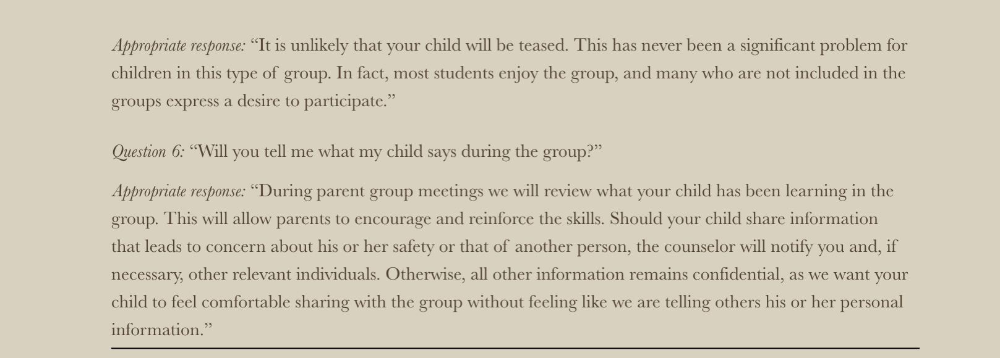 Appropriate response: “It is unlikely that your child will be teased. This has never been a significant problem for
children in this type of group. In fact, most students enjoy the group, and many who are not included in the
groups express a desire to participate.”
Question 6: “Will you tell me what my child says during the group?”
Appropriate response: “During parent group meetings we will review what your child has been learning in the
group. This will allow parents to encourage and reinforce the skills. Should your child share information
that leads to concern about his or her safety or that of another person, the counselor will notify you and, if
necessary, other relevant individuals. Otherwise, all other information remains confidential, as we want your
child to feel comfortable sharing with the group without feeling like we are telling others his or her personal
information.”